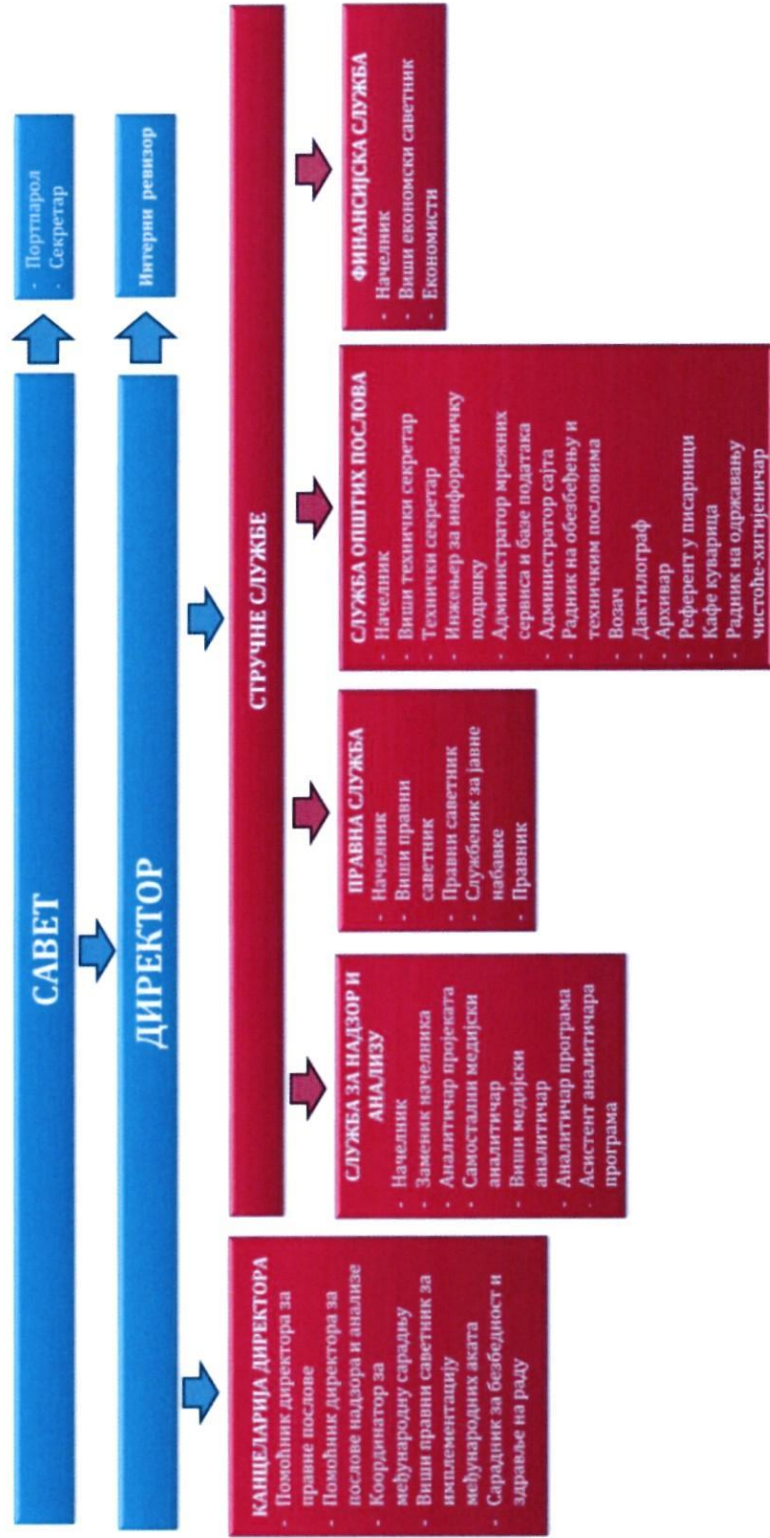 САВЕТ
- Портпарол
- Секретар
ДИРЕКТОР
Интерни ревизор
КАНЦЕЛАРИЈА ДИРЕКТОРА
- Помоћник директора за
правне послове
- Помоћник директора за
послове надзора и анализе
- Координатор за
међународну сарадњу
- Виши правни саветник за
имплементацију
међународних аката
- Сарадник за безбедност и
здравље на раду
СТРУЧНЕ СЛУЖБЕ
СЛУЖБА ЗА НАДЗОР И
АНАЛИЗУ
- Начелник
- Заменик начелника
- Аналитичар пројеката
- Самостални медијски
аналитичар
- Виши медијски
аналитичар
- Аналитичар програма
- Асистент аналитичара
програма
ПРАВНА СЛУЖБА
- Начелник
- Виши правни
саветник
- Правни саветник
- Службеник за јавне
набавке
- Правник
СЛУЖБА ОПШТИХ ПОСЛОВА
- Начелник
- Виши технички секретар
- Технички секретар
- Инжењер за информатичку
подршку
- Администратор мрежних
сервиса и базе података
- Администратор сајта
- Радник на обезбеђењу и
техничким пословима
- Возач
- Дактилограф
- Архивар
- Референт у писарници
- Кафе куварица
- Радник на одржавању
чистоће-хигијеничар
ФИНАНСИЈСКА СЛУЖБА
- Начелник
- Виши економски саветник
- Економисти